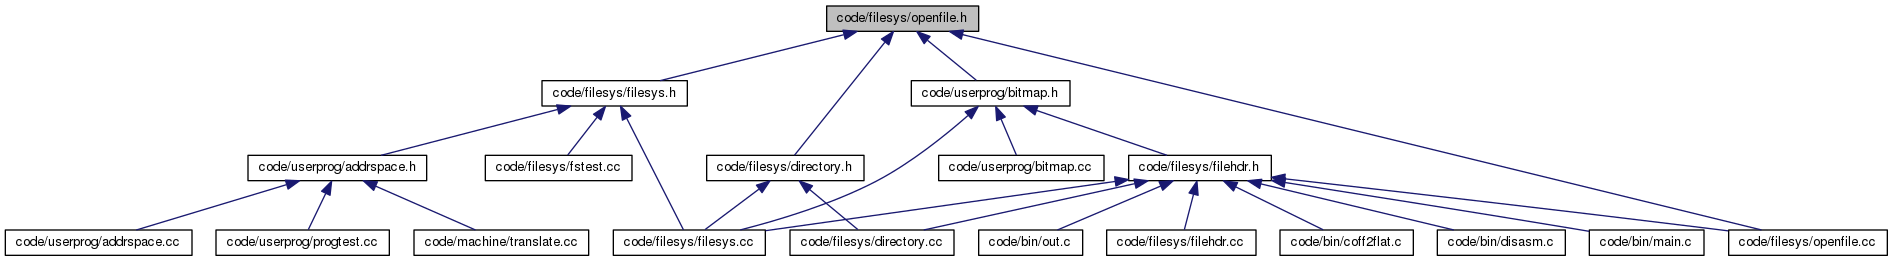 code/filesys/openfile.h
code/filesys/filesys.h
code/userprog/bitmap.h
code/userprog/addrspace.h
code/filesys/fstest.cc
code/filesys/directory.h
code/userprog/bitmap.cc
code/filesys/filehdr.h
code/userprog/addrspace.cc
code/userprog/progtest.cc
code/machine/translate.cc
code/filesys/filesys.cc
code/filesys/directory.cc
code/bin/out.c
code/filesys/filehdr.cc
code/bin/coff2flat.c
code/bin/disasm.c
code/bin/main.c
code/filesys/openfile.cc